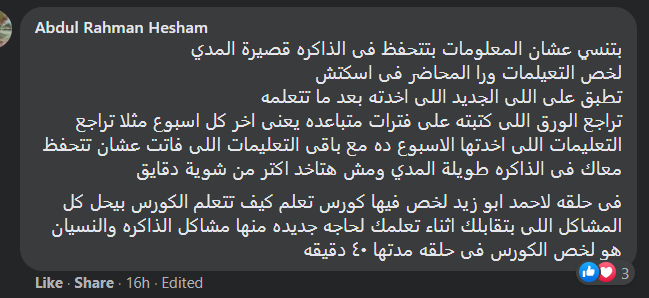 Abdul Rahman Hesham
بتنسي عشان المعلومات بتتحفظ فى الذاكره قصيرة المدي
لخص التعيلمات ورا المحاضر فى اسكتش
تطبق على اللى الجديد اللى اخدته بعد ما تتعلمه
تراجع الورق اللى كتبته على فترات متباعده يعنى اخر كل اسبوع مثلا تراجع
التعليمات اللى اخدتها الاسبوع ده مع باقى التعليمات اللى فاتت عشان تتحفظ
معاك فى الذاكره طويلة المدي ومش هتاخد اكتر من شوية دقايق
فى حلقه لاحمد ابو زيد لخص فيها كورس تعلم كيف تتعلم الكورس بيحل كل
المشاكل اللى بتقابلك اثناء تعلمك لحاجه جديده منها مشاكل الذاكره والنسيان
هو لخص الكورس فى حلقه مدتها ٤٠ دقيقه
Like · Share · 16h · Edited
3